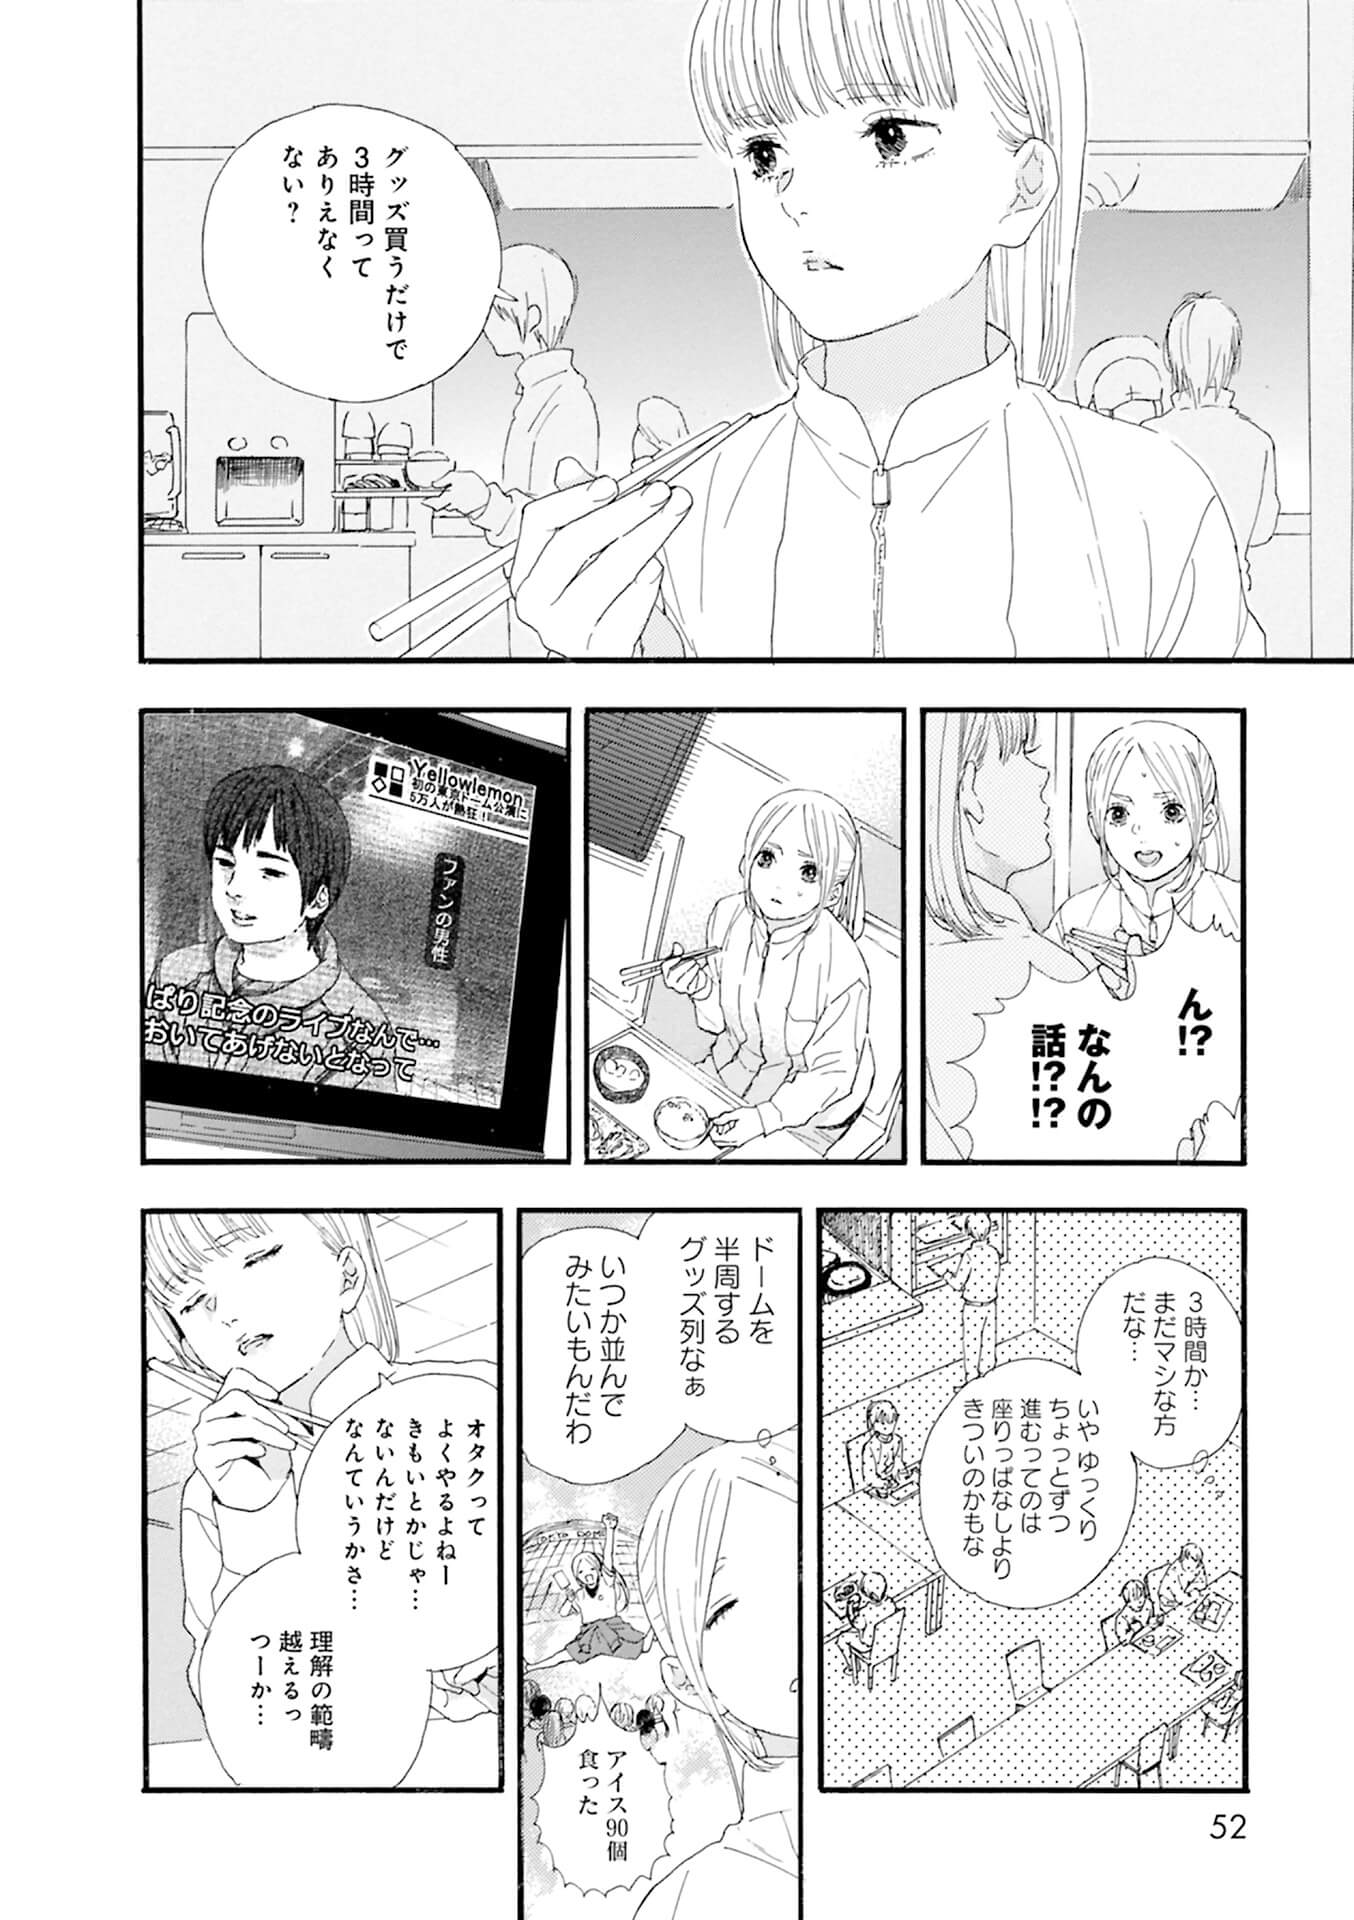 グッズ買うだけで
3時間って
ありえなく
ない？
ん!?
なんの
話!?!?
Yellowlemon
初の東京ドーム公演に
5万人が熱狂！
ファンの男性
ぱり記念のライブなんで…
おいてあげないとなって
3時間か…
まだマシな方
だな…
いや ゆっくり
ちょっとずつ
進むってのは
座りっぱなしより
きついのかもな
ドームを
半周する
グッズ列なぁ
いつか並んで
みたいもんだわ
TOKYO DOME
アイス90個
食った
オタクって
よくやるよねー
きもいとかじゃ…
ないんだけど
なんていうかさ…
理解の範疇
越えるっ
つーか…
52